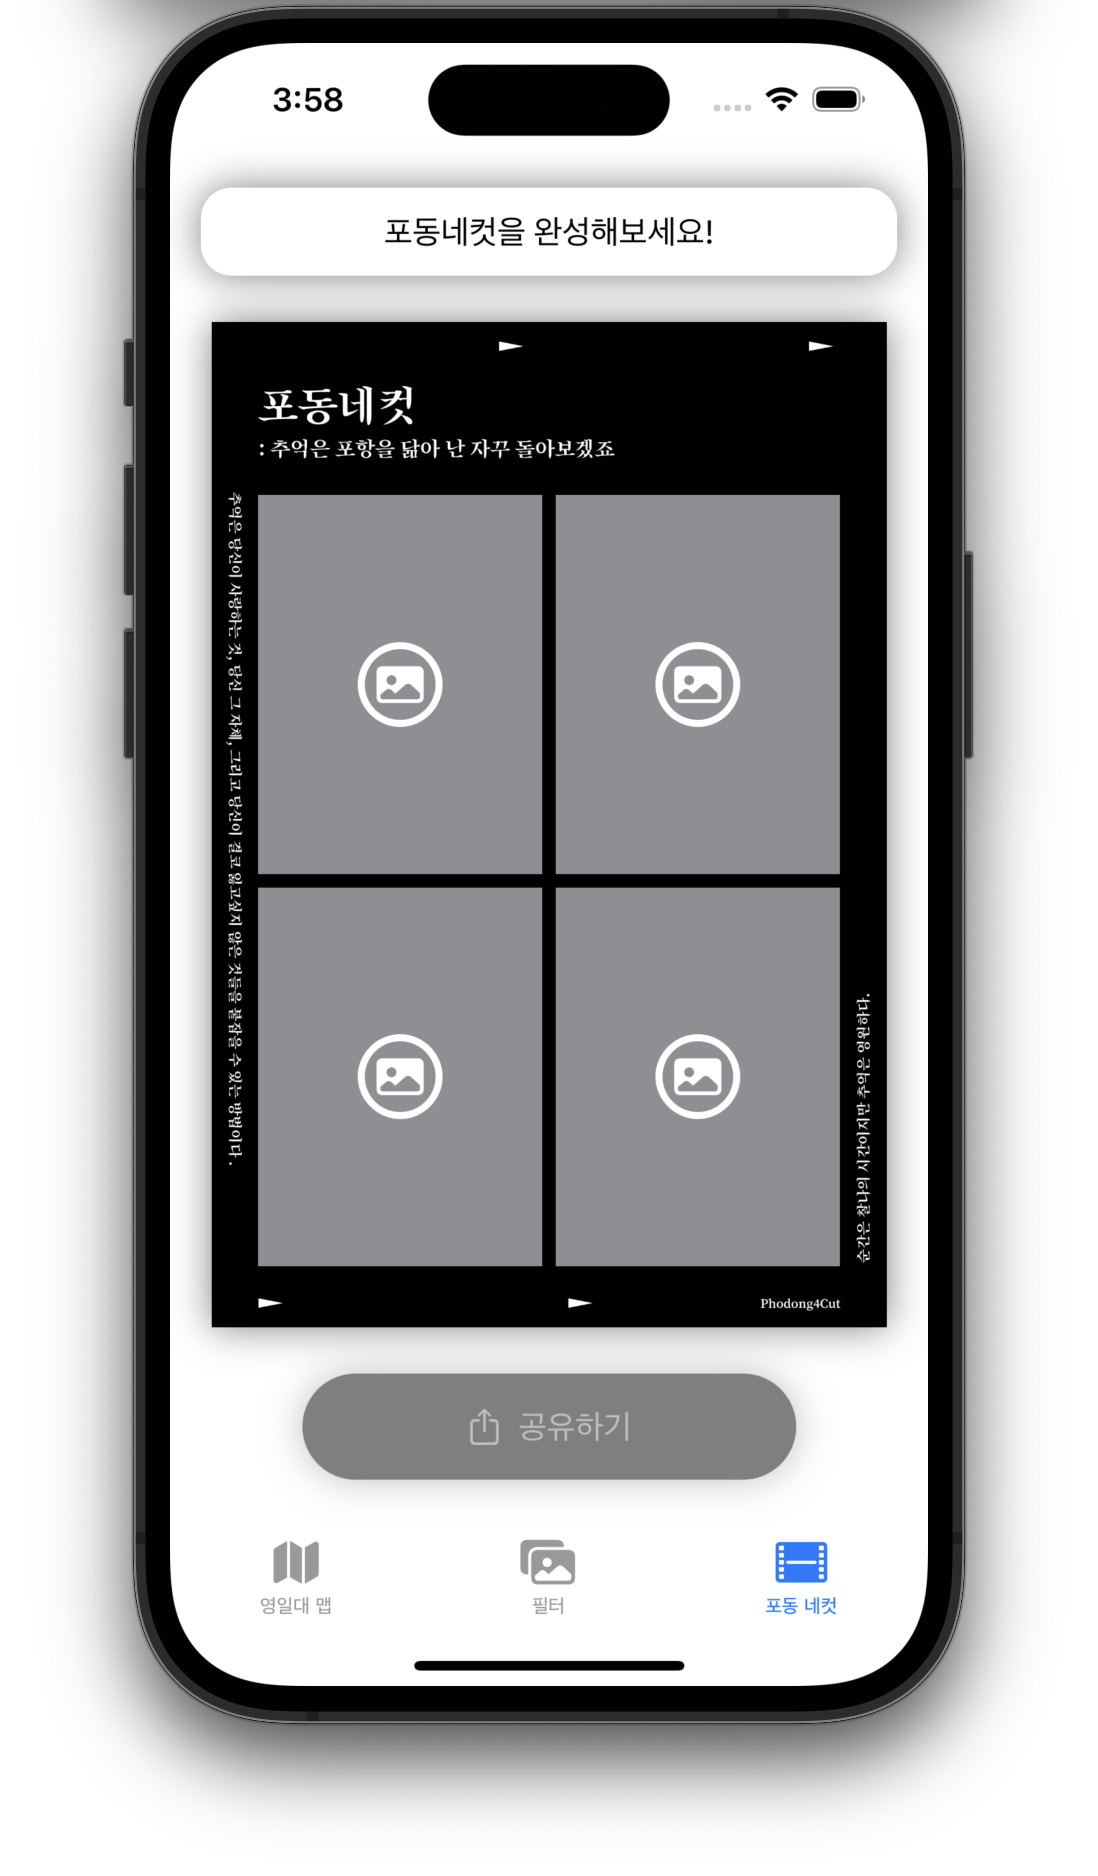 3:58
포동네컷을 완성해보세요!
포동네컷
: 추억은 포항을 닮아 난 자꾸 돌아보겠죠
추억은 당신이 사랑하는 것, 당신 그 자체, 그리고 당신이 결코 잃고싶지 않은 것들을 붙잡을 수 있는 방법이다.
순간은 찰나의 시간이지만 추억은 영원하다.
Phodong4Cut
공유하기
영일대 맵
필터
포동 네컷